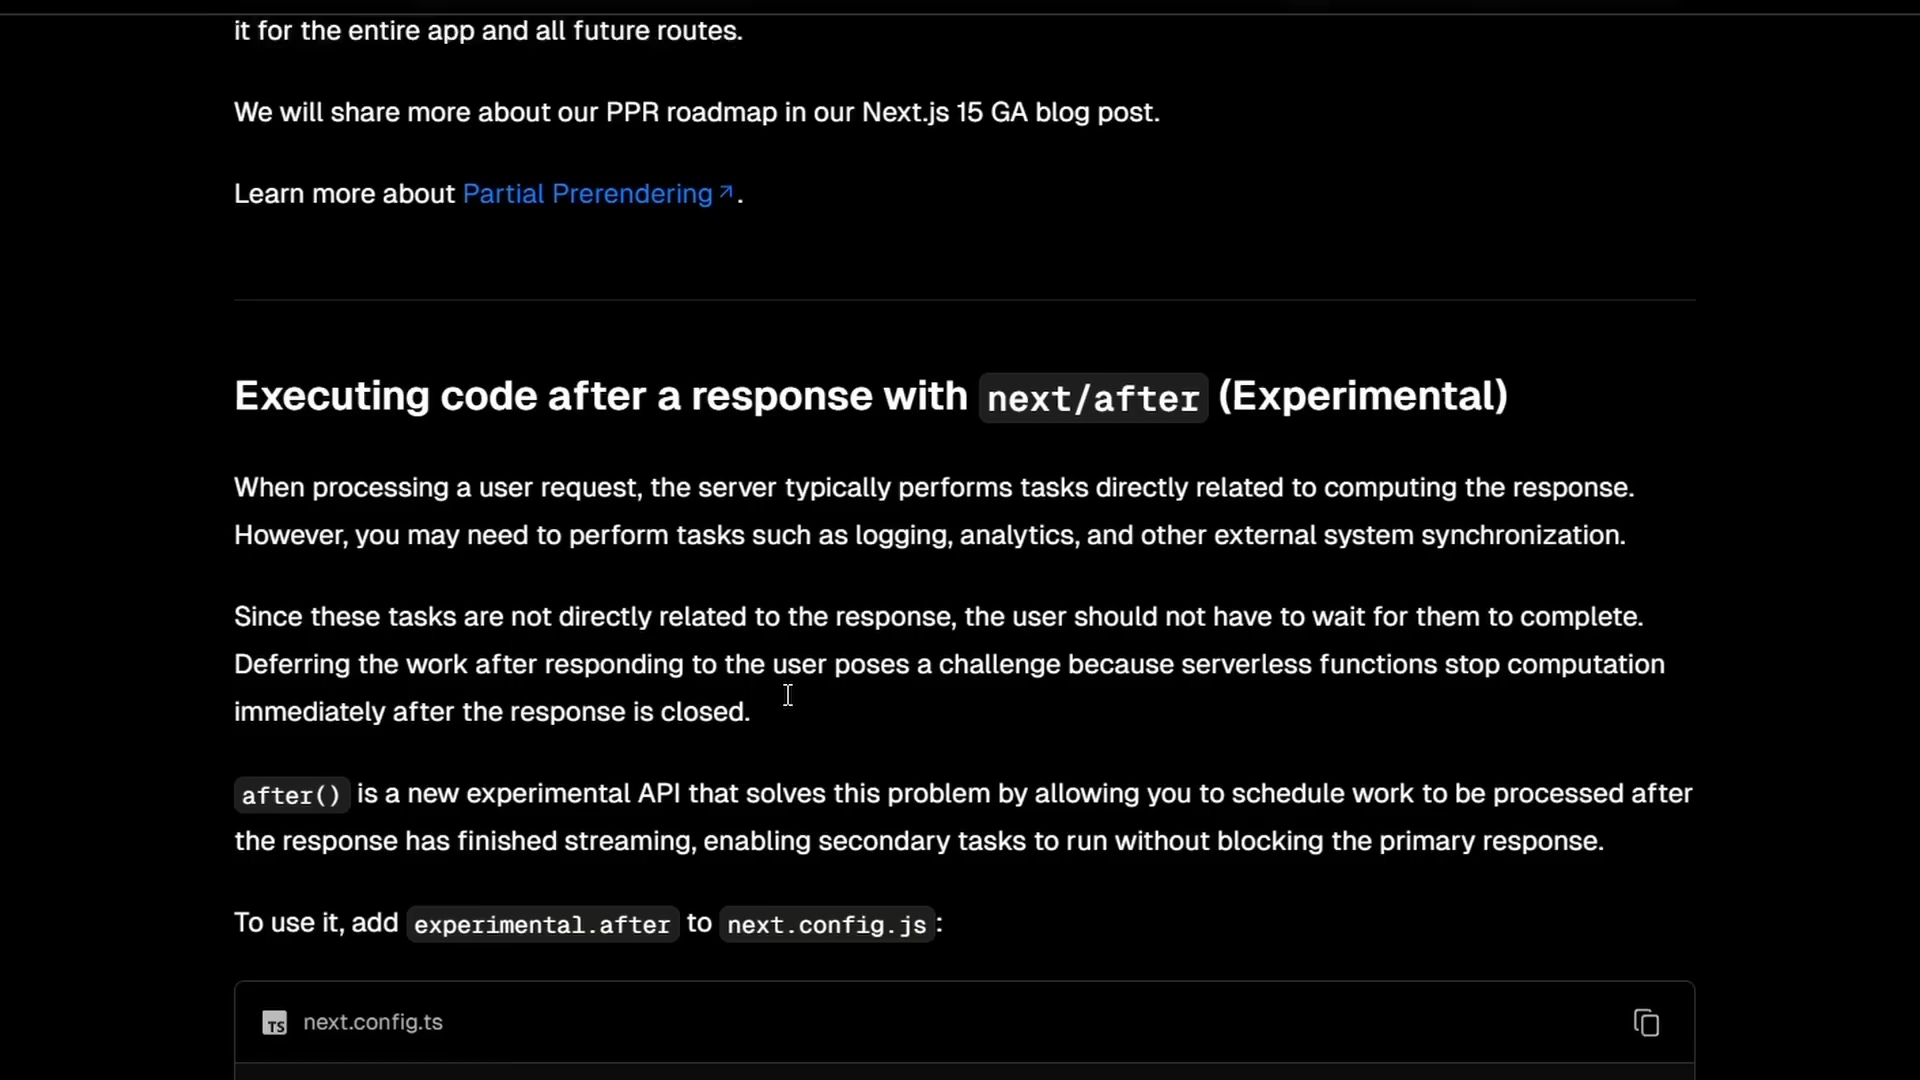 it for the entire app and all future routes.
We will share more about our PPR roadmap in our Next.js 15 GA blog post.
Learn more about Partial Prerendering↗.
Executing code after a response with next/after (Experimental)
When processing a user request, the server typically performs tasks directly related to computing the response.
However, you may need to perform tasks such as logging, analytics, and other external system synchronization.
Since these tasks are not directly related to the response, the user should not have to wait for them to complete.
Deferring the work after responding to the user poses a challenge because serverless functions stop computation
immediately after the response is closed.
after() is a new experimental API that solves this problem by allowing you to schedule work to be processed after
the response has finished streaming, enabling secondary tasks to run without blocking the primary response.
To use it, add experimental.after to next.config.js:
TS next.config.ts